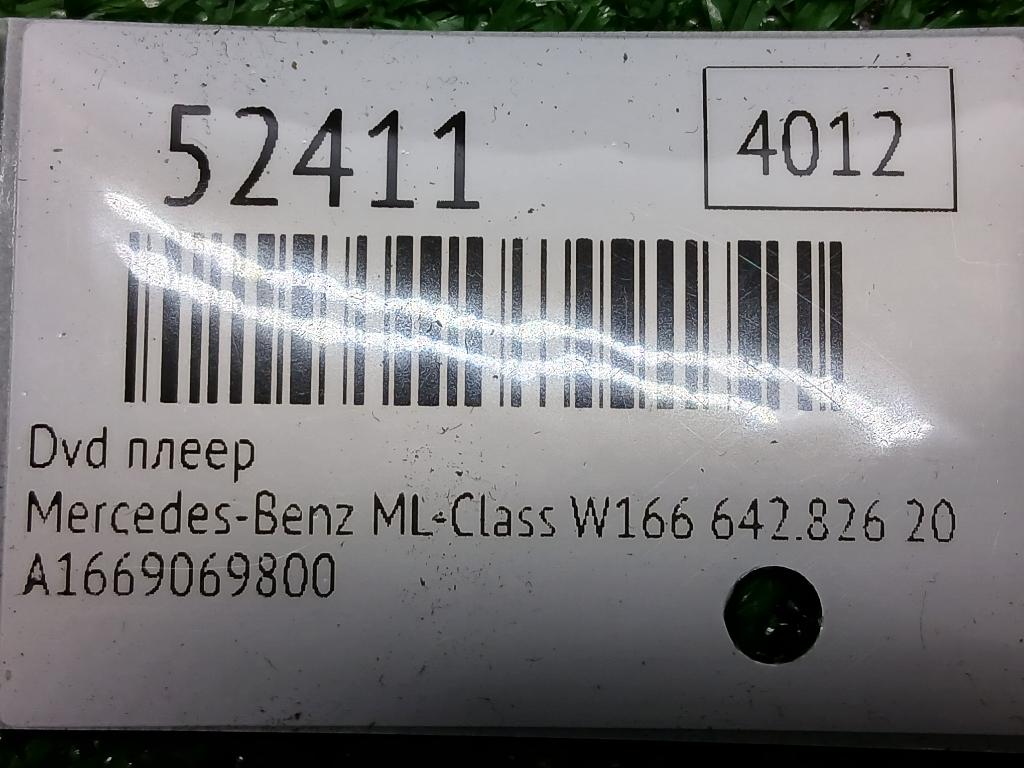 52411
4012
Dvd плеер
Mercedes-Benz ML-Class W166 642.826 20
A1669069800